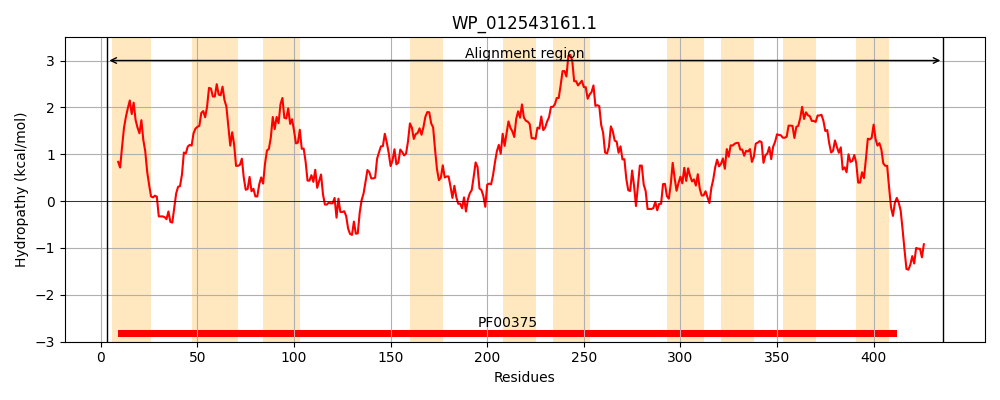 WP_012543161.1
Alignment region
Hydropathy (kcal/mol)
3
2
1
0
−1
−2
−3
PF00375
0 50 100 150 200 250 300 350 400
Residues